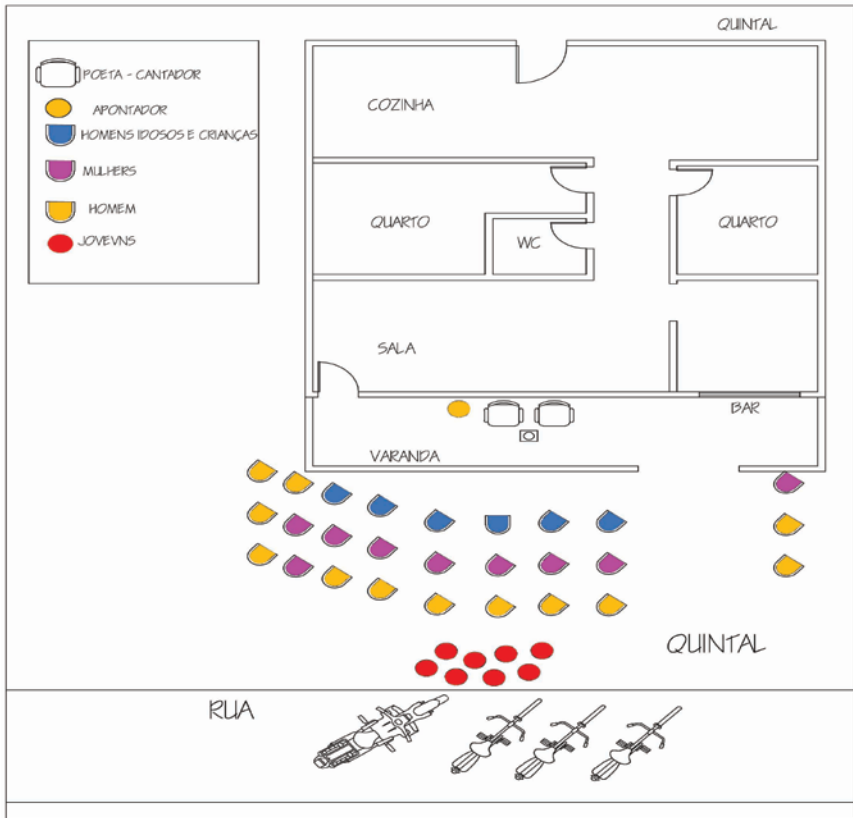 POETA - CANTADOR
APONTADOR
HOMENS IDOSOS E CRIANÇAS
MULHERS
HOMEM
JOVEVNS
QUINTAL
COZINHA
QUARTO
WC
QUARTO
SALA
BAR
VARANDA
QUINTAL
RUA